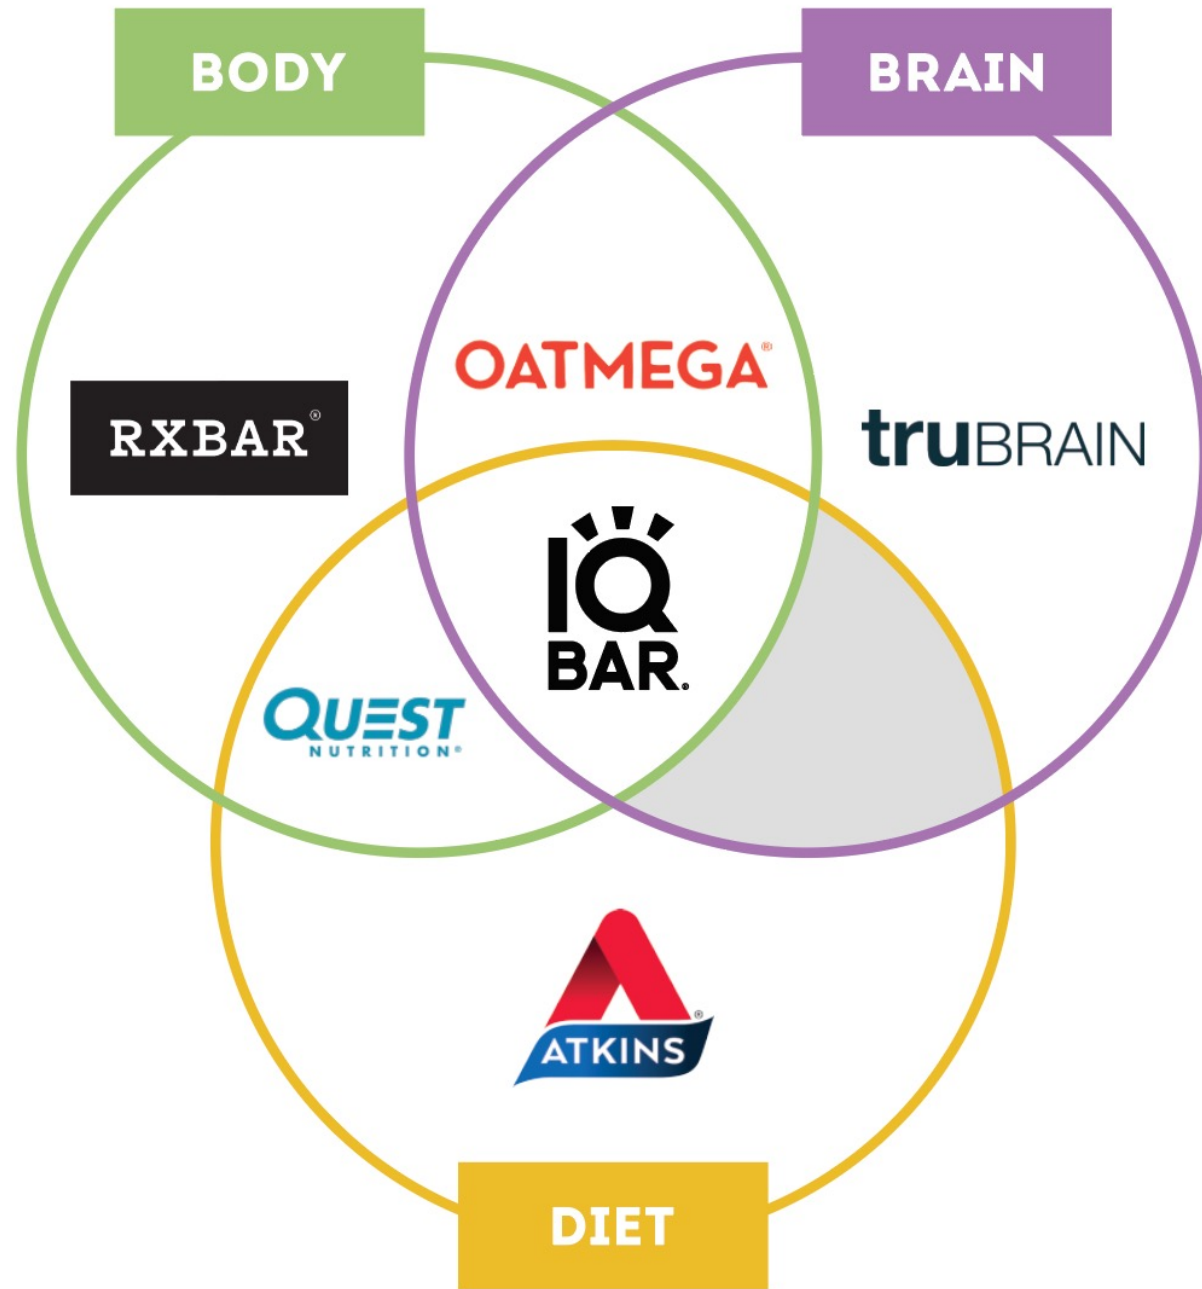 BODY
BRAIN
OATMEGA®
RXBAR®
truBRAIN
IQ
BAR®
QUEST
NUTRITION®
ATKINS®
DIET